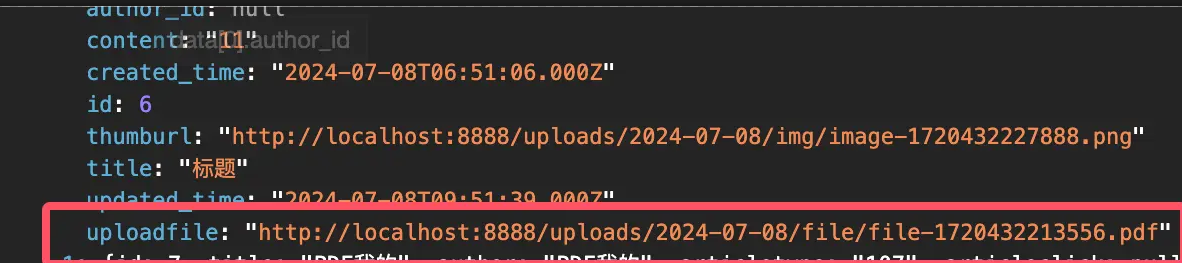 author_id: null
content: "11"
data[0].author_id
created_time: "2024-07-08T06:51:06.000Z"
id: 6
thumburl: "http://localhost:8888/uploads/2024-07-08/img/image-1720432227888.png"
title: "标题"
updated_time: "2024-07-08T09:51:39.000Z"
uploadfile: "http://localhost:8888/uploads/2024-07-08/file/file-1720432213556.pdf"